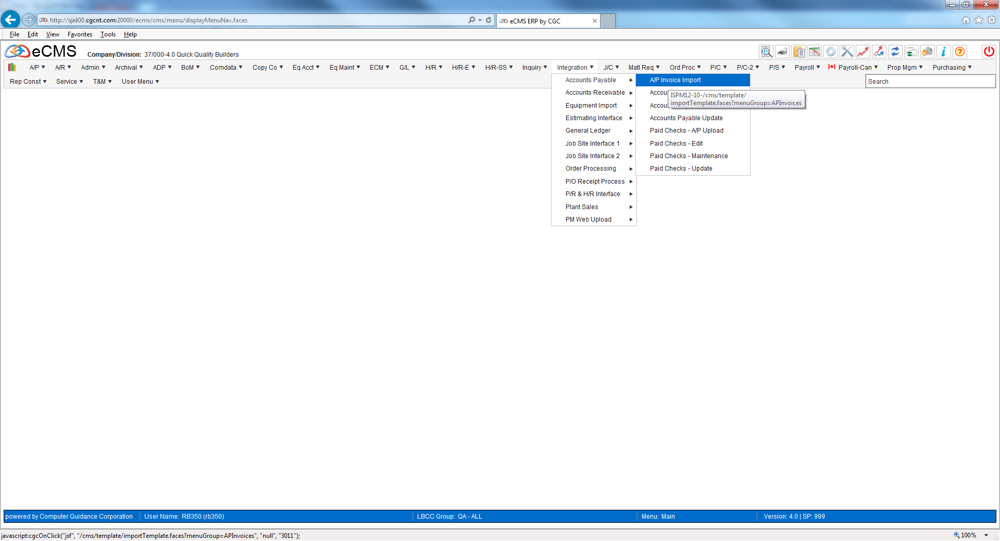 http://qa400.cgcnt.com:20000/ecms/cms/menu/displayMenuNav.faces
eCMS ERP by CGC
File Edit View Favorites Tools Help
eCMS Company/Division: 37/000-4.0 Quick Quality Builders
A/P A/R Admin Archival ADP BoM Comdata Copy Co Eq Acct Eq Maint ECM G/L H/R H/R-E H/R-SS Inquiry Integration J/C Matl Req Ord Proc P/C P/C-2 P/S Payroll Payroll-Can Prop Mgm Purchasing
Rep Const Service T&M User Menu
Search
Accounts Payable
Accounts Receivable
Equipment Import
Estimating Interface
General Ledger
Job Site Interface 1
Job Site Interface 2
Order Processing
P/O Receipt Process
P/R & H/R Interface
Plant Sales
PM Web Upload
A/P Invoice Import
Accou
Accou
ISPM12-10-/cms/template/
importTemplate.faces?menuGroup=APInvoices
Accounts Payable Update
Paid Checks - A/P Upload
Paid Checks - Edit
Paid Checks - Maintenance
Paid Checks - Update
powered by Computer Guidance Corporation User Name: RB350 (rb350) LBCC Group: QA - ALL Menu: Main Version: 4.0 | SP: 999
javascript:cgcOnClick("jsf", "/cms/template/importTemplate.faces?menuGroup=APInvoices", "null", "3011");
100%